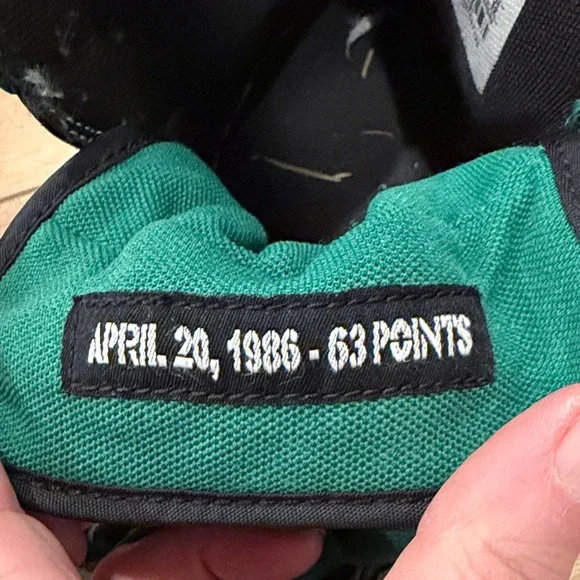 APRIL 20, 1986 - 63 POINTS